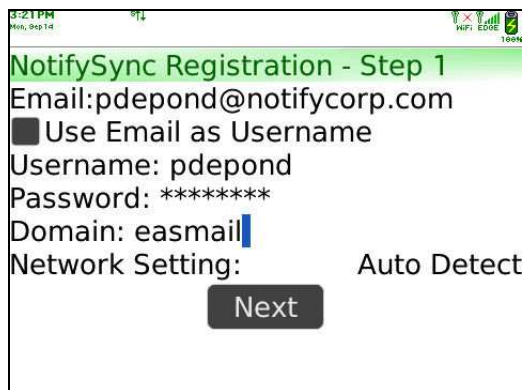 3:21 PM
Mon, Sep 14
WiFi EDGE
100%
NotifySync Registration - Step 1
Email:pdepond@notifycorp.com
Use Email as Username
Username: pdepond
Password: ********
Domain: easmail
Network Setting: Auto Detect
Next